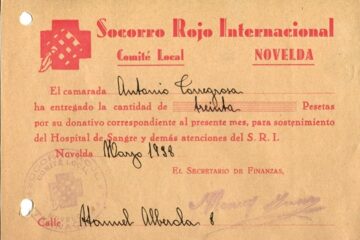 Socorro Rojo Internacional
Comité Local NOVELDA
El camarada Antonio Torregrosa
ha entregado la cantidad de treinta Pesetas
por su donativo correspondiente al presente mes, para sostenimiento
del Hospital de Sangre y demás atenciones del S. R. I.
Novelda Marzo 1938
EL SECRETARIO DE FINANZAS,
Calle Manuel Alberola 8